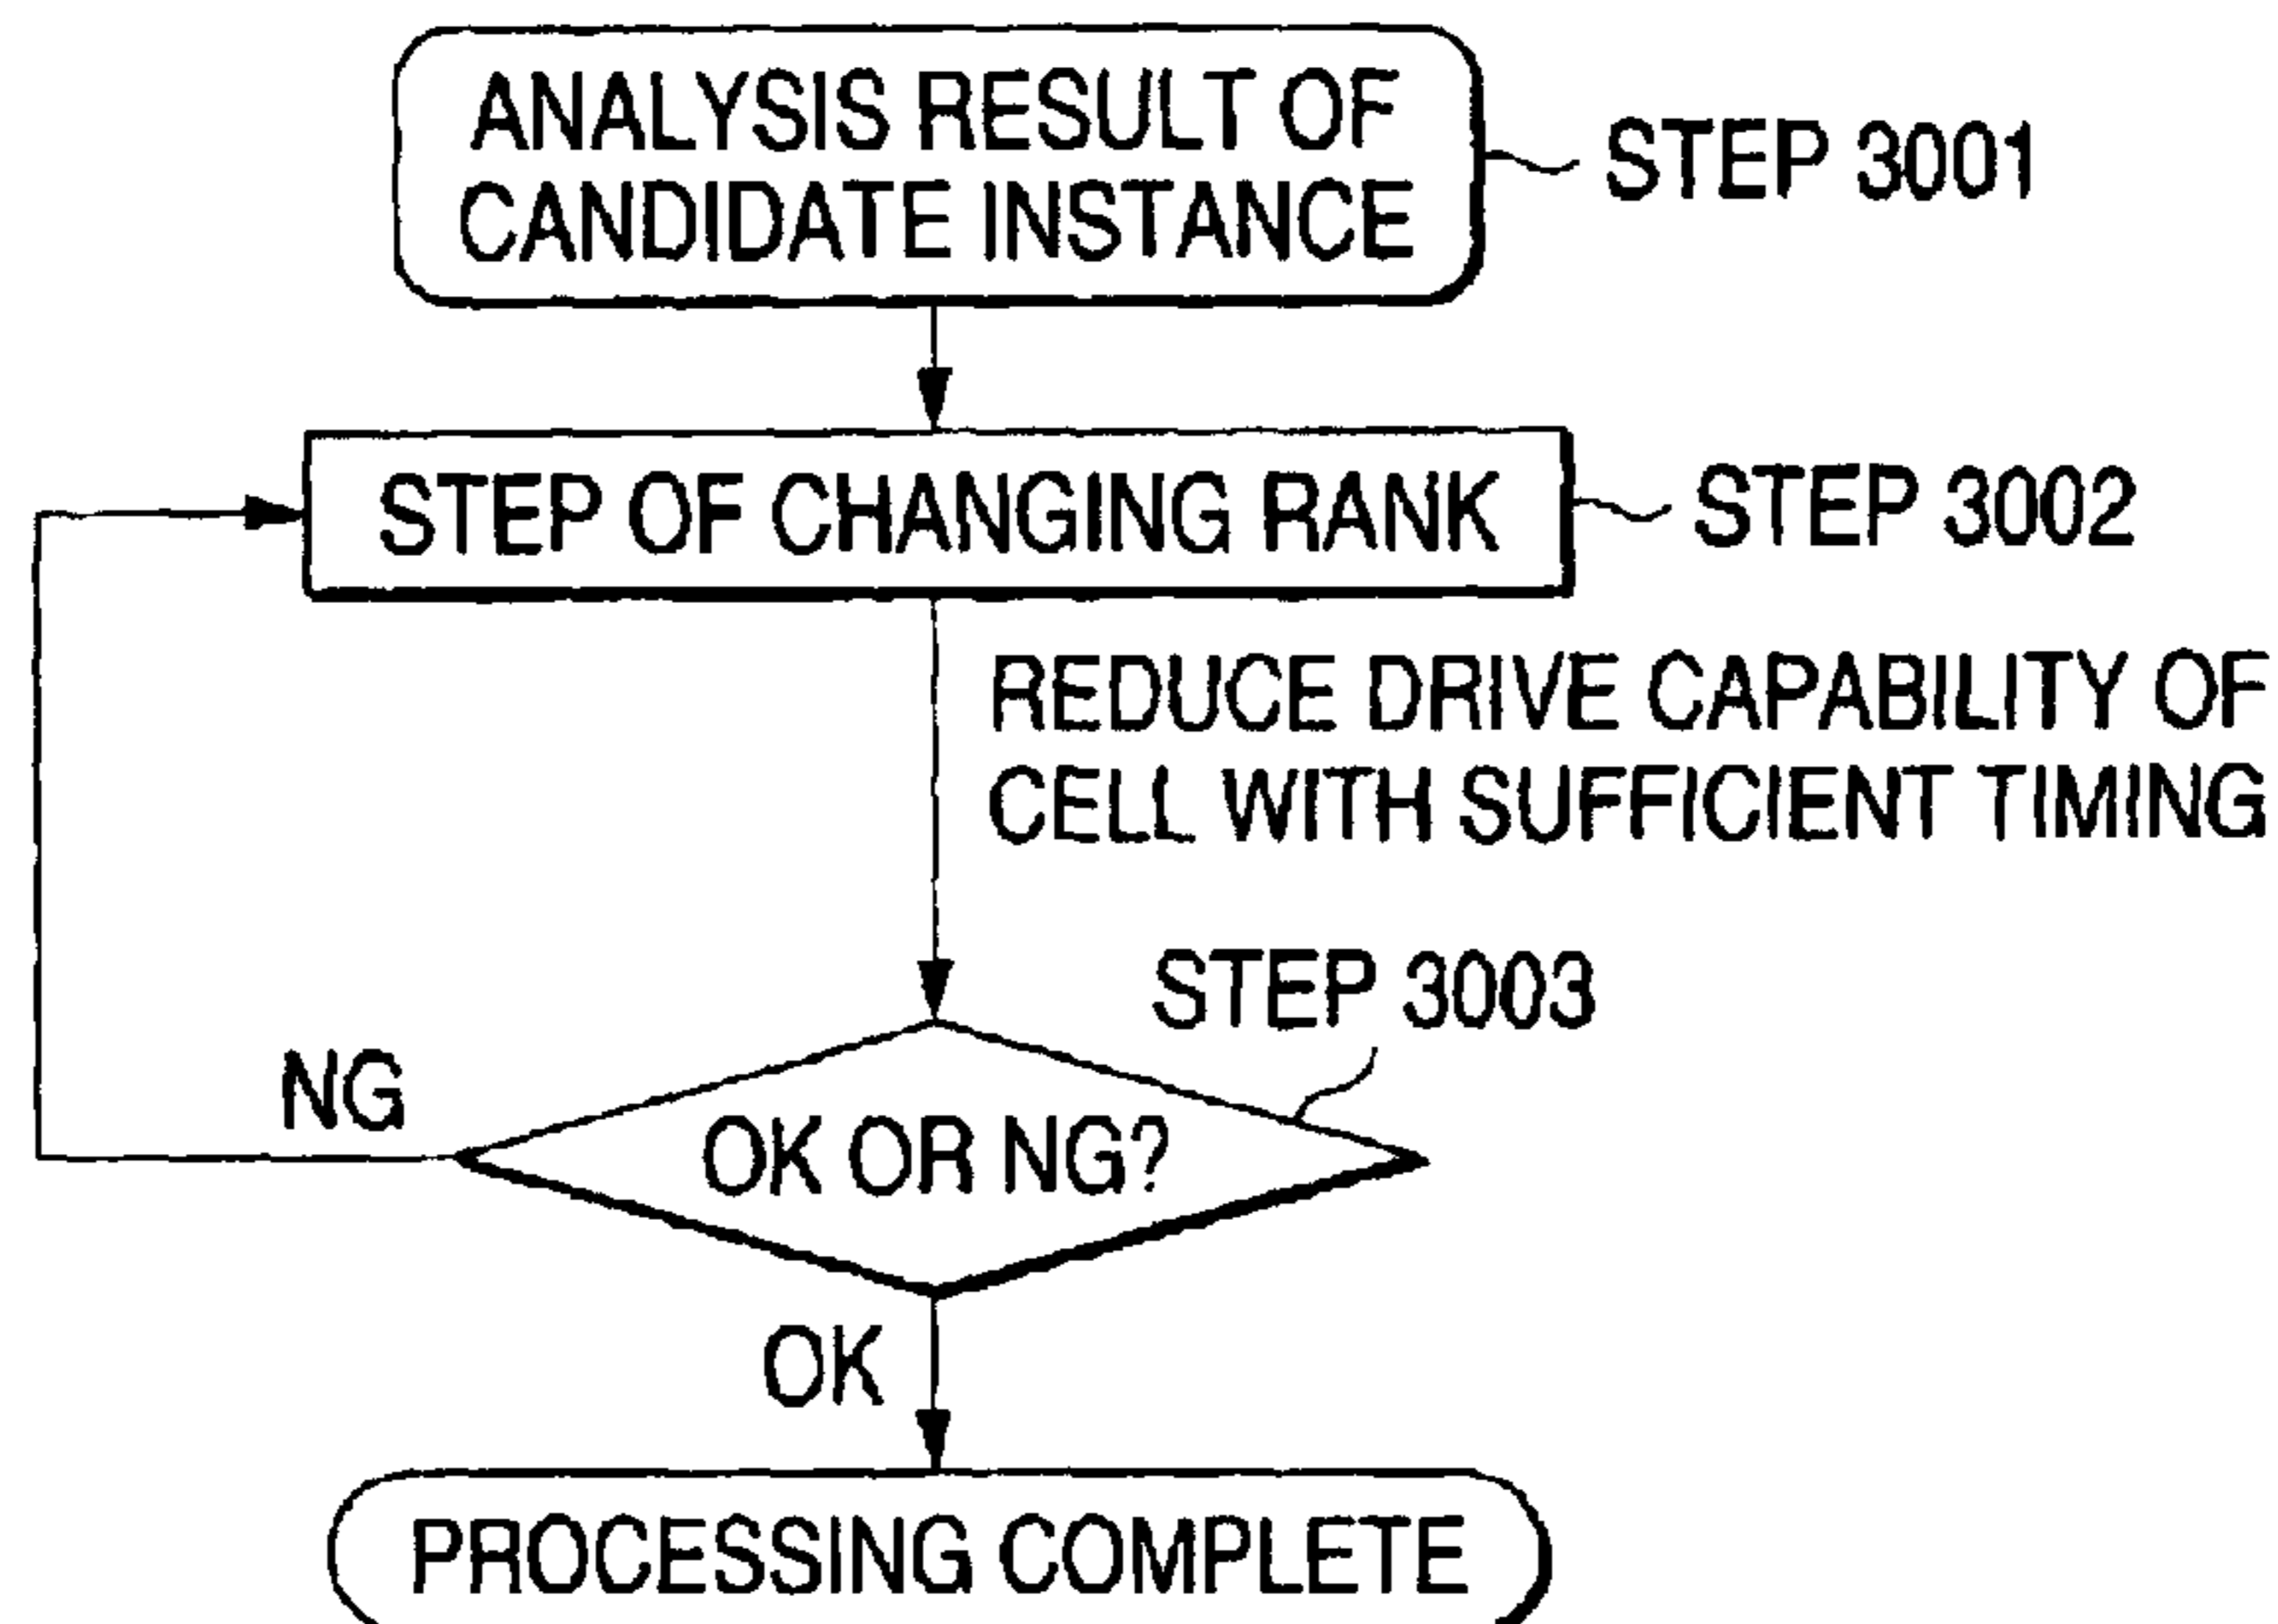 ANALYSIS RESULT OF
CANDIDATE INSTANCE
STEP 3001
STEP OF CHANGING RANK
STEP 3002
REDUCE DRIVE CAPABILITY OF
CELL WITH SUFFICIENT TIMING
STEP 3003
NG
OK OR NG?
OK
PROCESSING COMPLETE